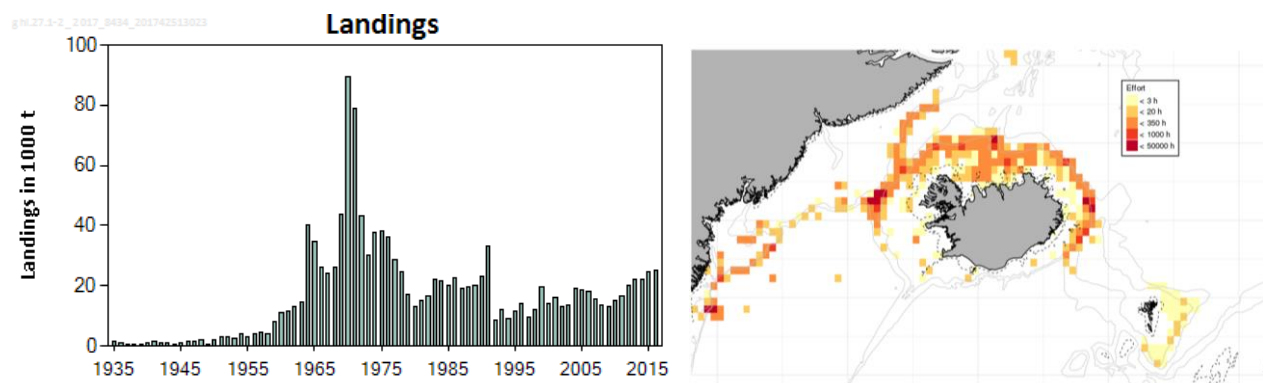 ghl.27.1-2_2017_8434_201742513023
Landings
Landings in 1000 t
100
80
60
40
20
0
1935 1945 1955 1965 1975 1985 1995 2005 2015
Effort
< 3 h
< 20 h
< 350 h
< 1000 h
< 50000 h